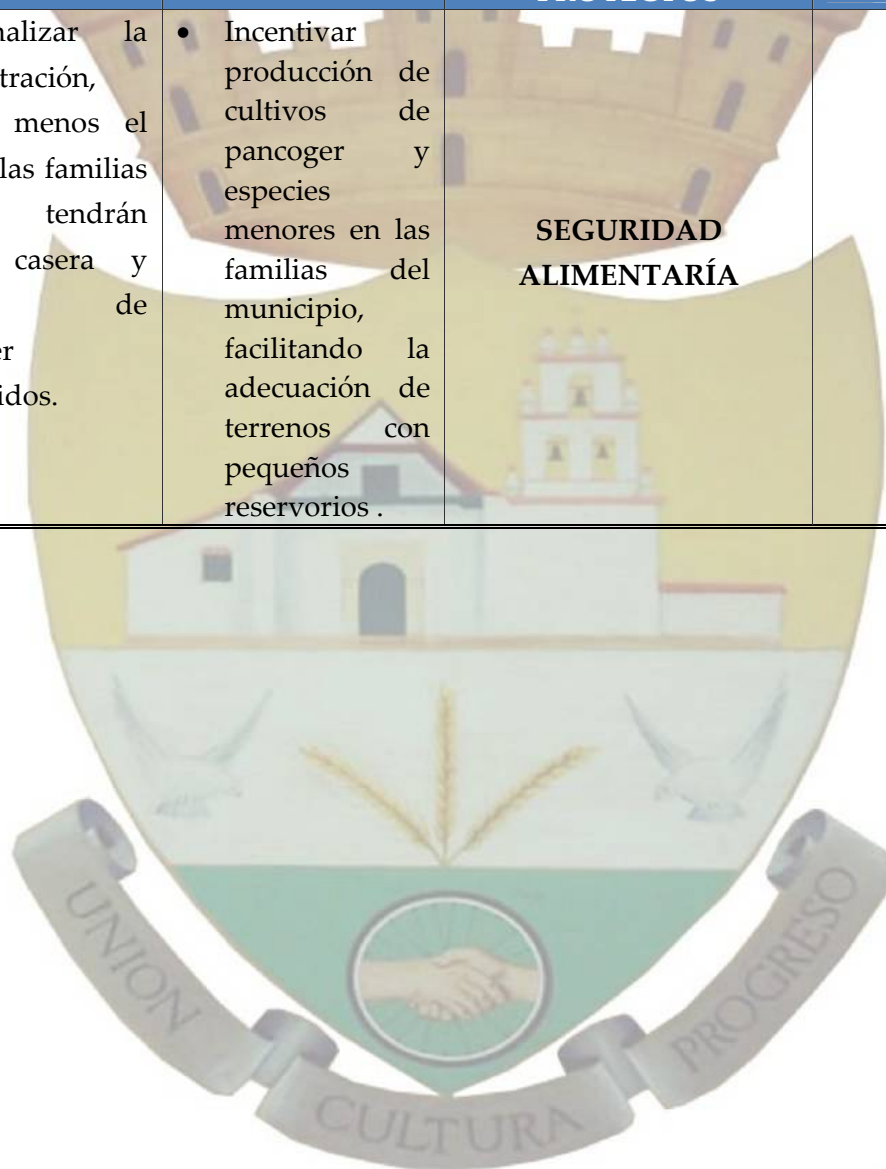 PROYECTOS
nalizar la
tración,
menos el
las familias
tendrán
casera y
de
er
idos.
• Incentivar
producción de
cultivos de
pancoger y
especies
menores en las
familias del
municipio,
facilitando la
adecuación de
terrenos con
pequeños
reservorios .
SEGURIDAD
ALIMENTARÍA
UNION
CULTURA
PROGRESO